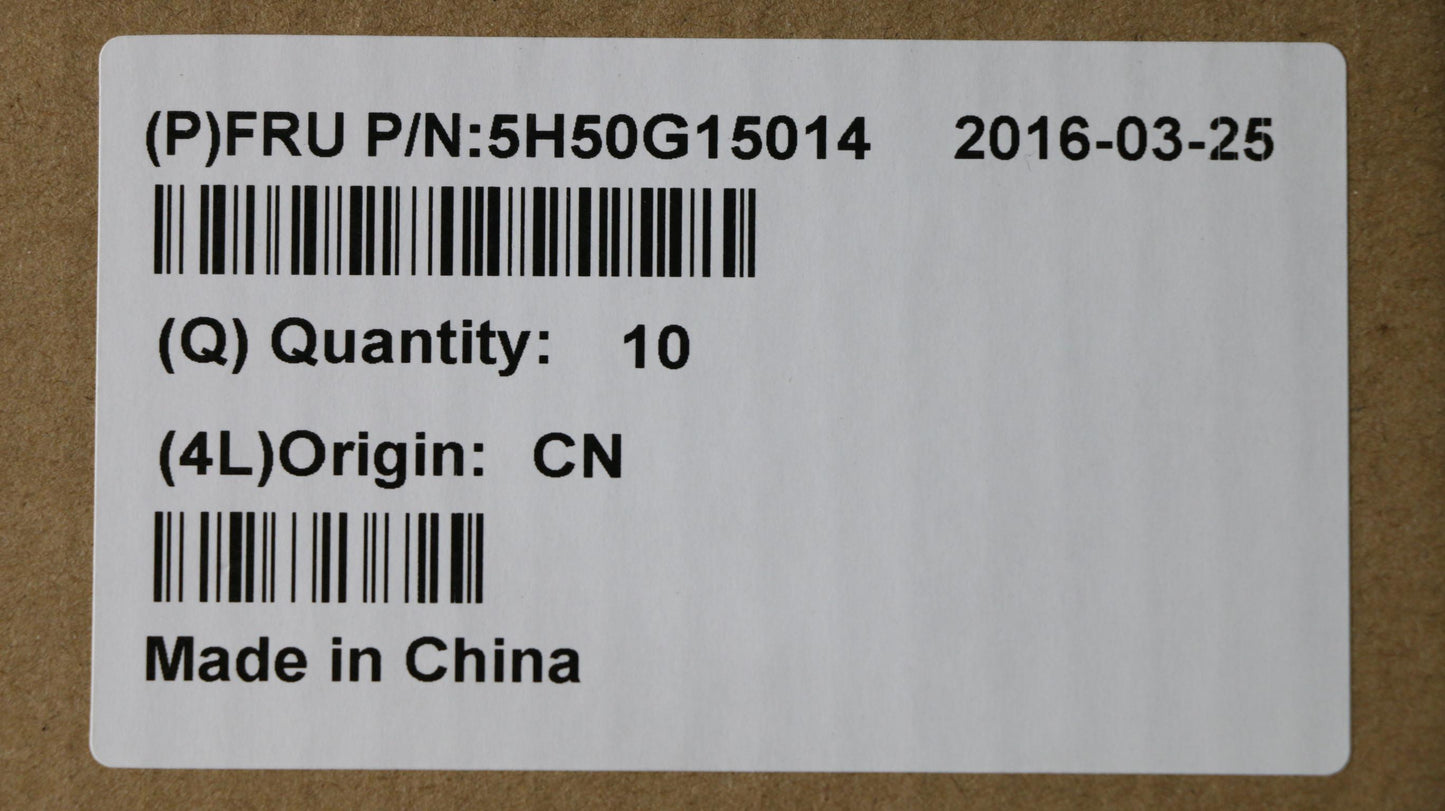 (P)FRU P/N:5H50G15014 2016-03-25
(Q) Quantity: 10
(4L)Origin: CN
Made in China